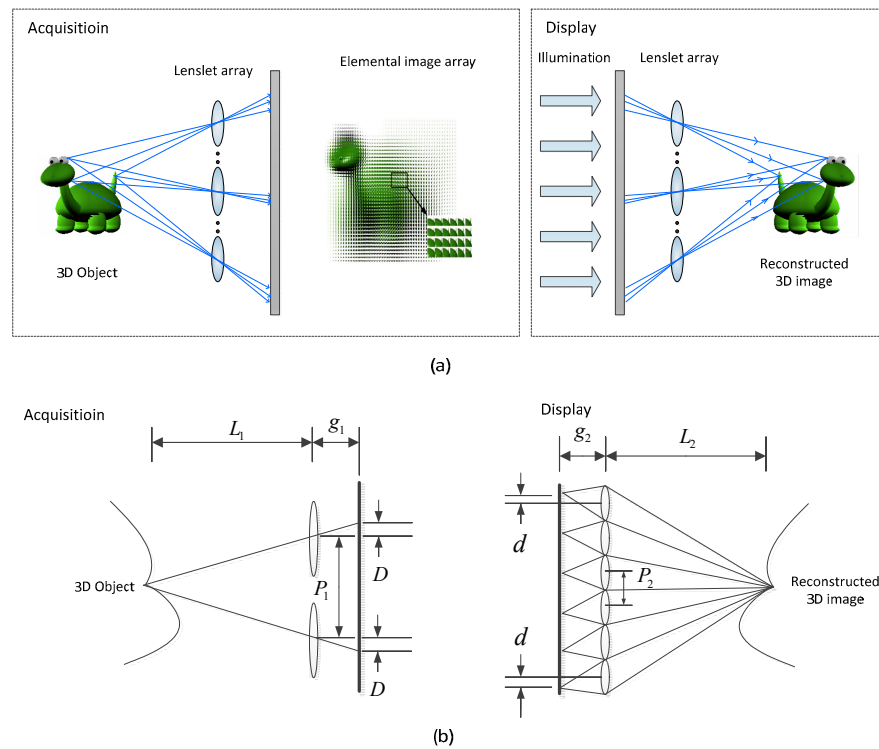 Acquisitioin
Lenslet array
Elemental image array
3D Object
Display
Illumination
Lenslet array
Reconstructed
3D image
(a)
Acquisitioin
L₁
g₁
3D Object
P₁
D
D
Display
g₂
L₂
d
P₂
d
Reconstructed
3D image
(b)